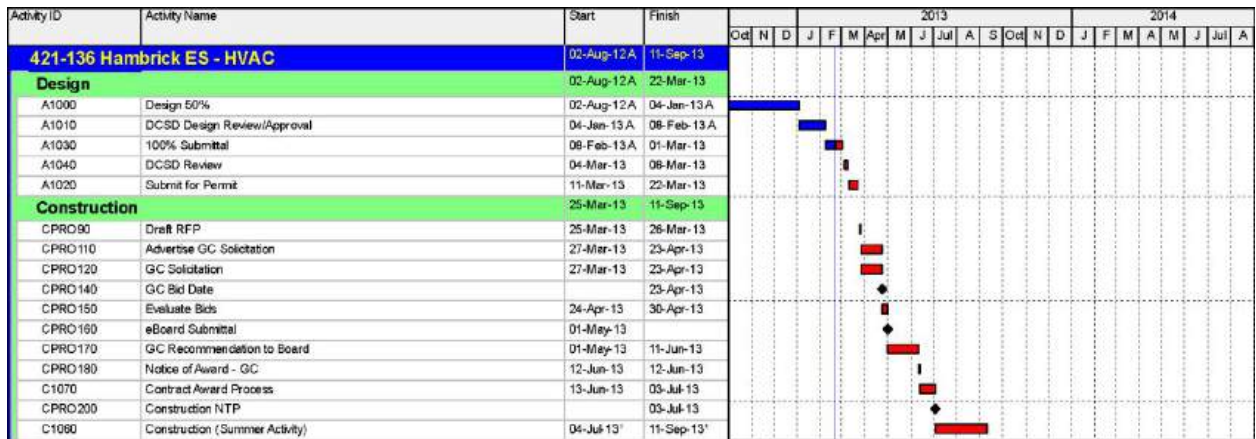 Activity ID Activity Name Start Finish 2013 2014
Oct N D J F M Apr M J Jul A S Oct N D J F M A M J Jul A
421-136 Hambrick ES - HVAC 02-Aug-12 A 11-Sep-13
Design 02-Aug-12 A 22-Mar-13
A1000 Design 50% 02-Aug-12 A 04-Jan-13 A
A1010 DCSD Design Review/Approval 04-Jan-13 A 08-Feb-13 A
A1030 100% Submittal 08-Feb-13 A 01-Mar-13
A1040 DCSD Review 04-Mar-13 08-Mar-13
A1020 Submit for Permit 11-Mar-13 22-Mar-13
Construction 25-Mar-13 11-Sep-13
CPRO90 Draft RFP 25-Mar-13 26-Mar-13
CPRO110 Advertise GC Solicitation 27-Mar-13 23-Apr-13
CPRO120 GC Solicitation 27-Mar-13 23-Apr-13
CPRO140 GC Bid Date 23-Apr-13
CPRO150 Evaluate Bids 24-Apr-13 30-Apr-13
CPRO160 eBoard Submittal 01-May-13
CPRO170 GC Recommendation to Board 01-May-13 11-Jun-13
CPRO180 Notice of Award - GC 12-Jun-13 12-Jun-13
C1070 Contract Award Process 13-Jun-13 03-Jul-13
CPRO200 Construction NTP 03-Jul-13
C1060 Construction (Summer Activity) 04-Jul-13* 11-Sep-13*